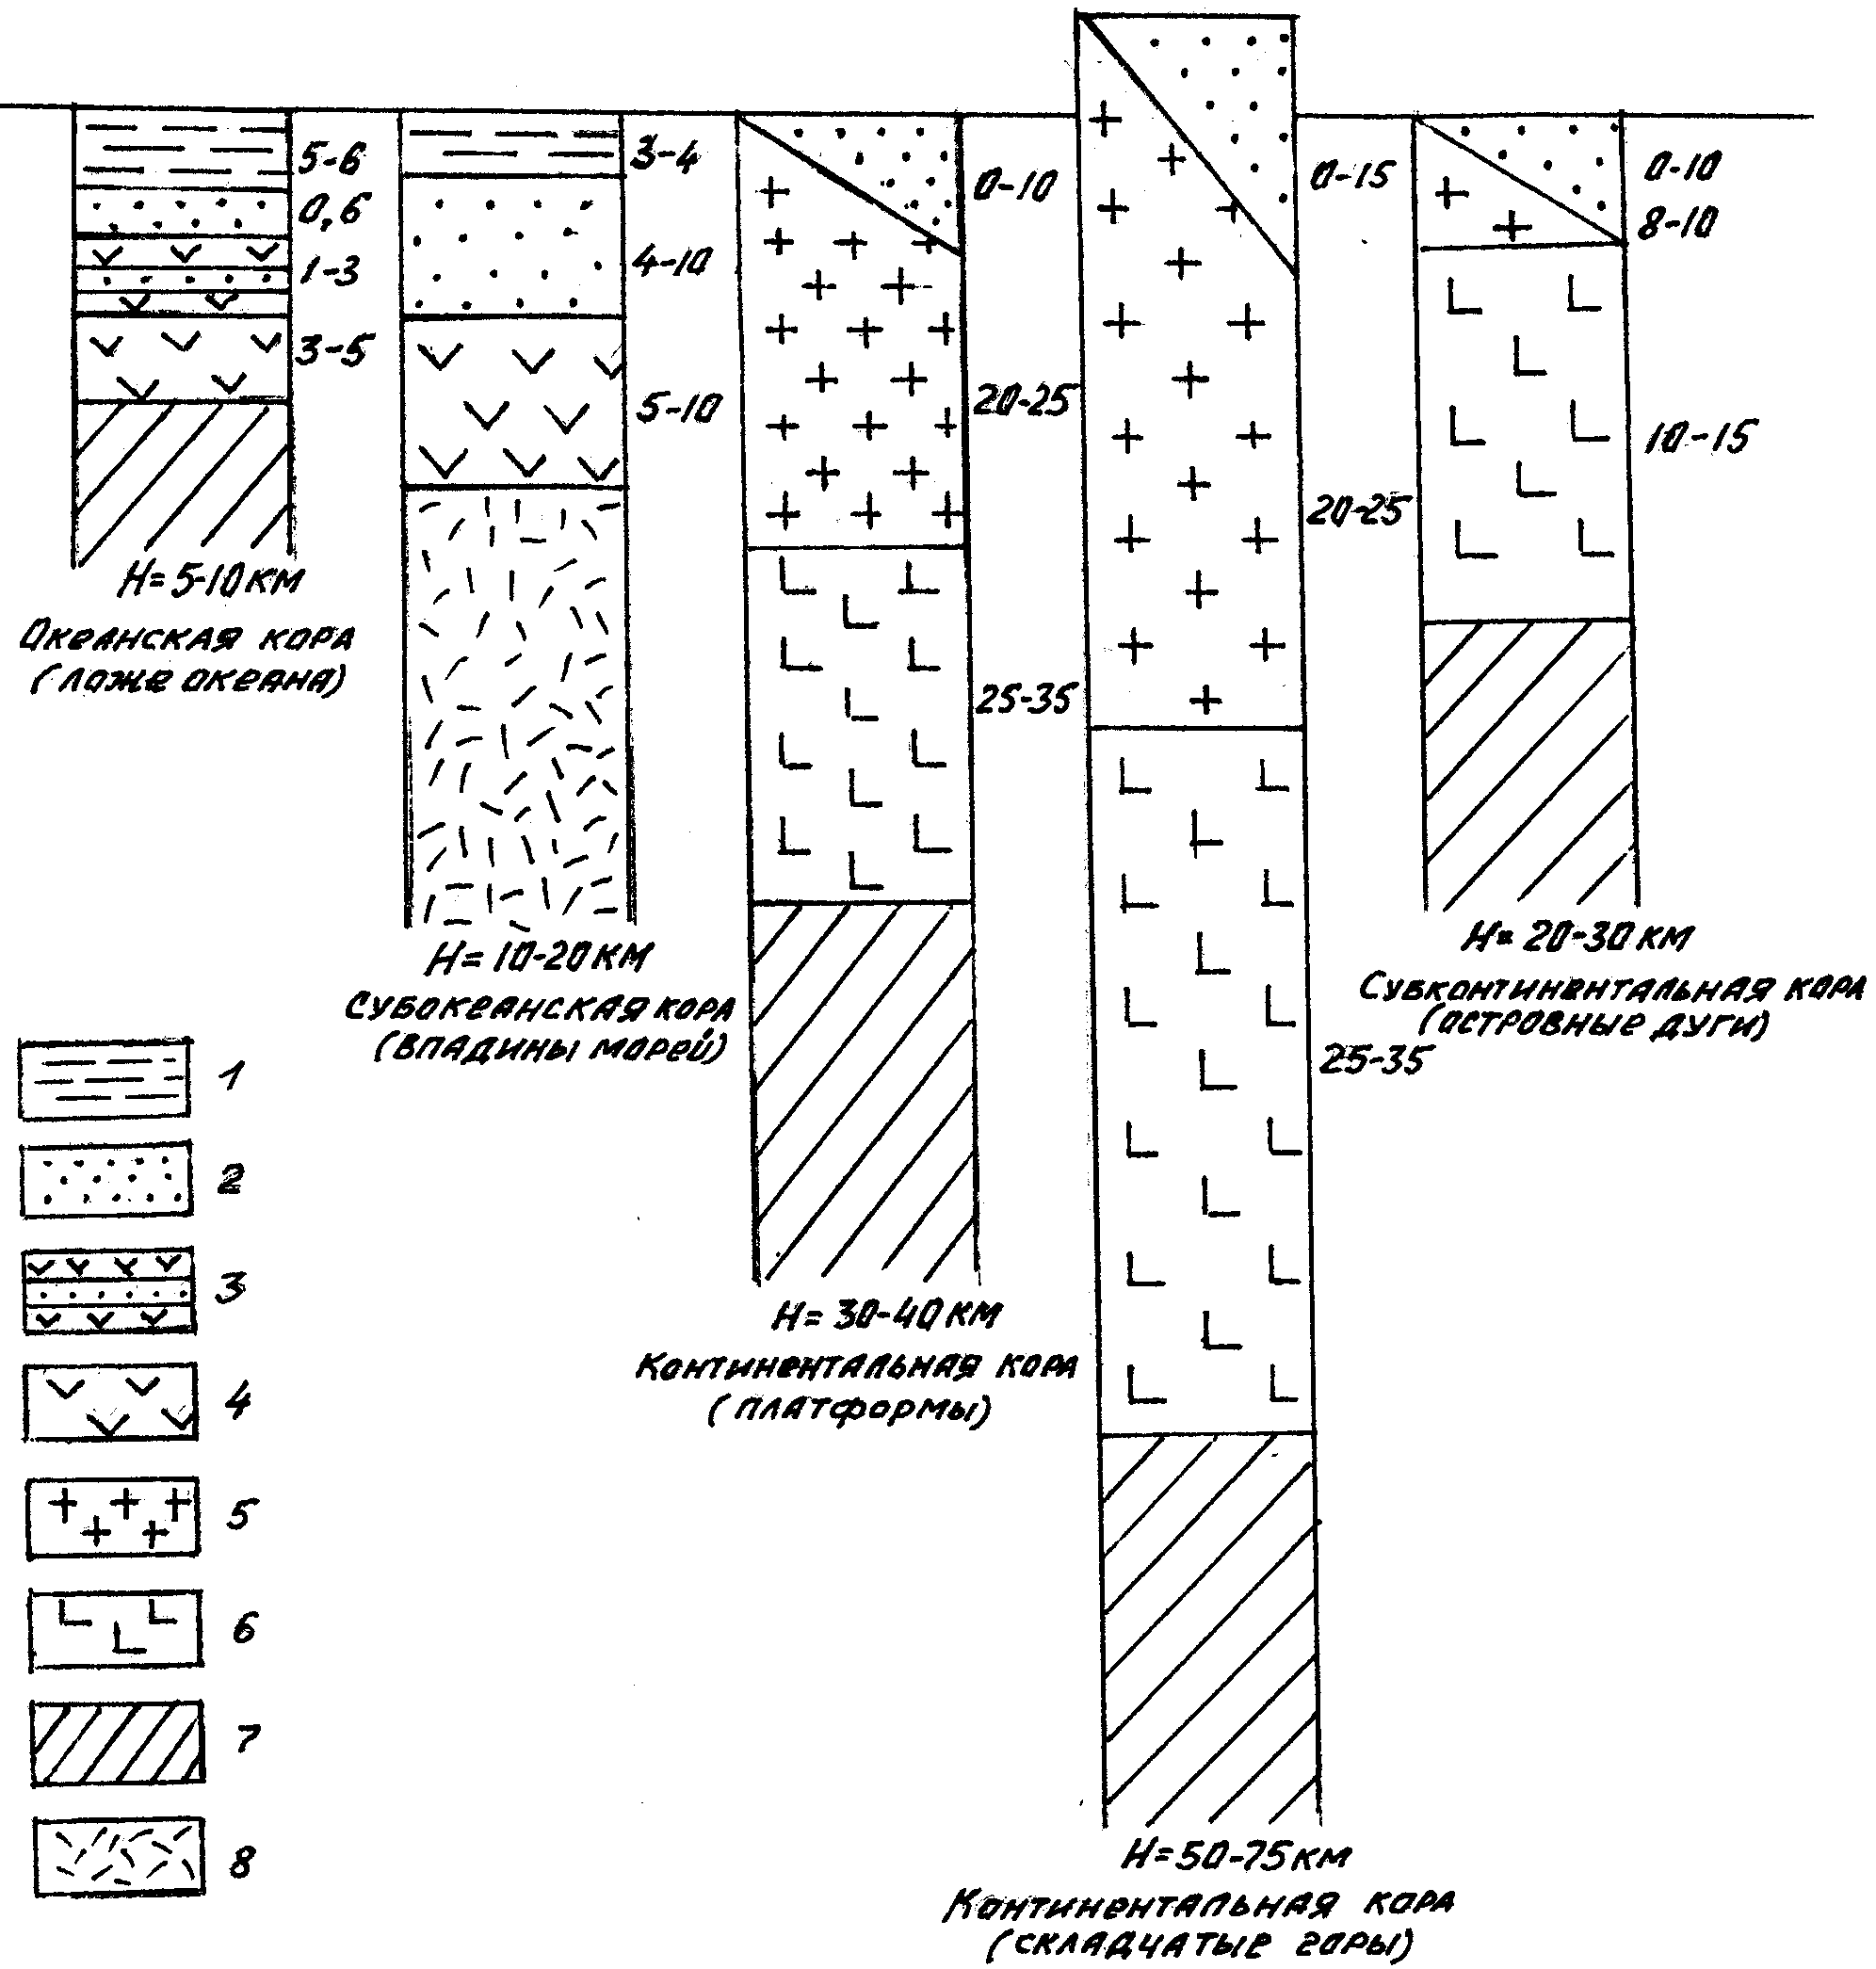 5-6
0,6
1-3
3-5
H=5-10 км
Океанская кора
(ложе океана)
3-4
4-10
5-10
H=10-20 км
Субокеанская кора
(впадины морей)
0-10
20-25
25-35
H=30-40 км
Континентальная кора
(платформы)
0-15
20-25
25-35
H=50-75 км
Континентальная кора
(складчатые горы)
0-10
8-10
10-15
H=20-30 км
Субконтинентальная кора
(островные дуги)
1
2
3
4
5
6
7
8